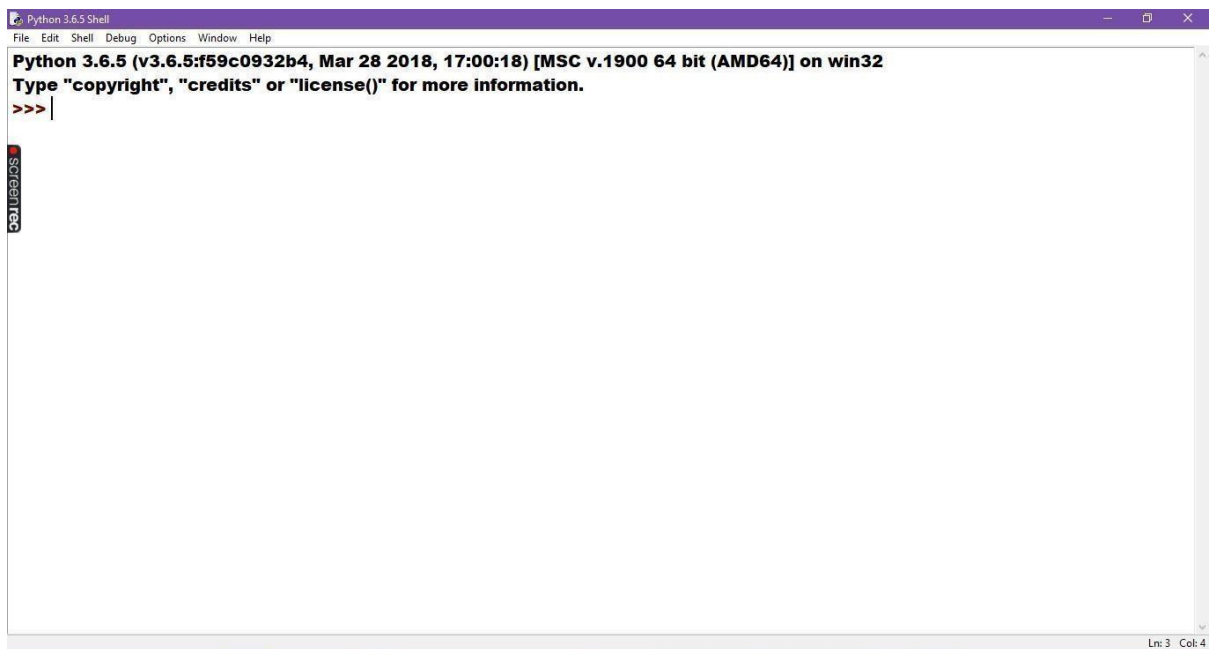 Python 3.6.5 Shell
File Edit Shell Debug Options Window Help
Python 3.6.5 (v3.6.5:f59c0932b4, Mar 28 2018, 17:00:18) [MSC v.1900 64 bit (AMD64)] on win32
Type "copyright", "credits" or "license()" for more information.
>>>
screenrec
Ln: 3 Col: 4